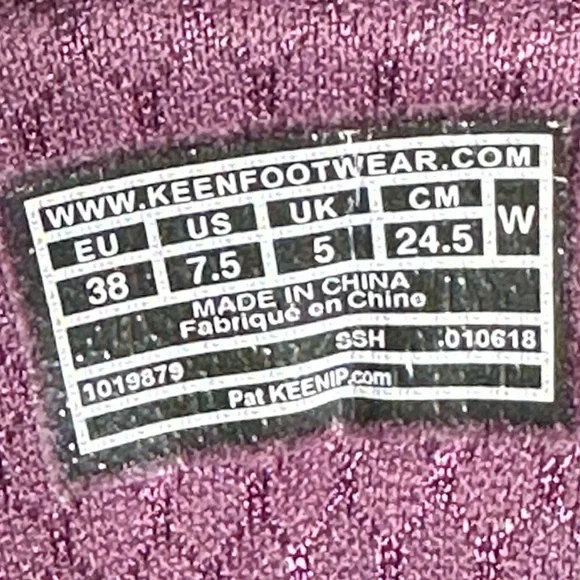 WWW.KEENFOOTWEAR.COM
EU US UK CM W
38 7.5 5 24.5
MADE IN CHINA
Fabriqué en Chine
SSH 010618
1019879
Pat KEENIP.com